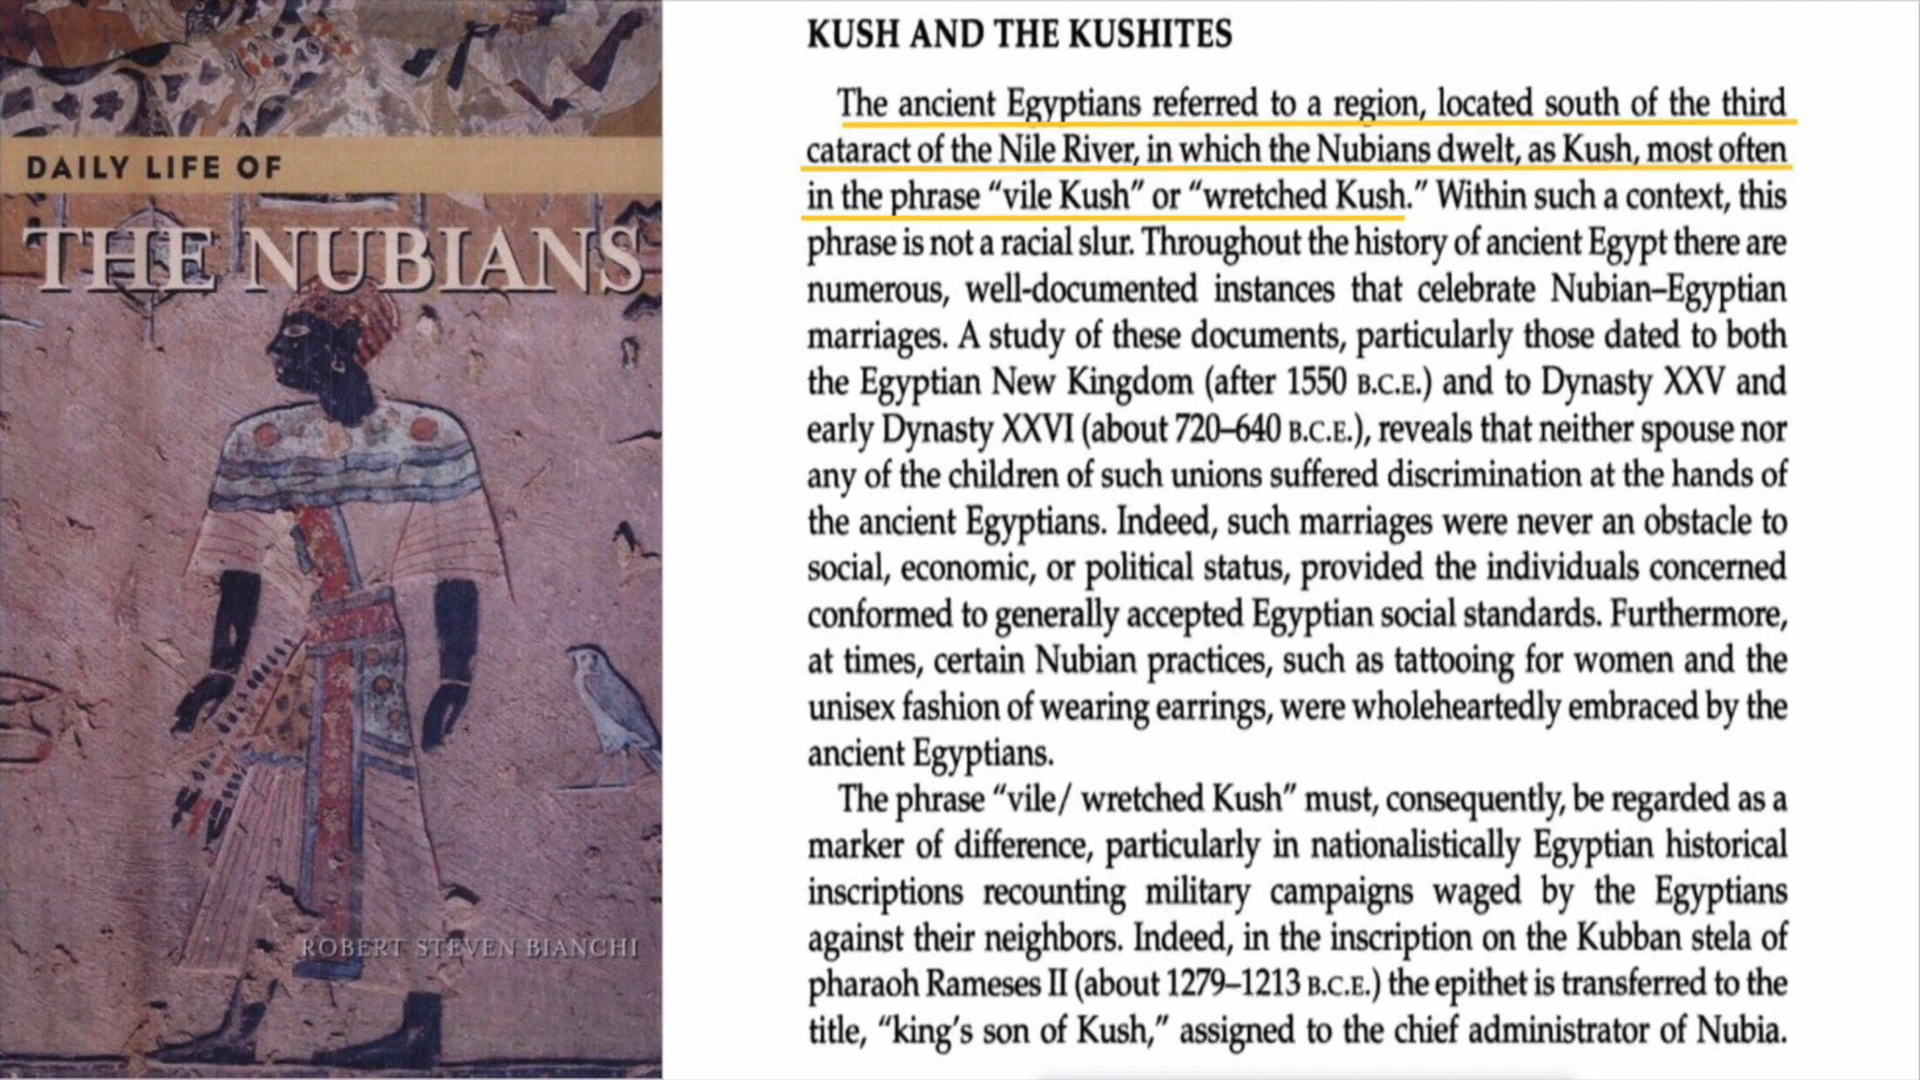 DAILY LIFE OF
THE NUBIANS
ROBERT STEVEN BIANCHI
KUSH AND THE KUSHITES
The ancient Egyptians referred to a region, located south of the third
cataract of the Nile River, in which the Nubians dwelt, as Kush, most often
in the phrase “vile Kush” or “wretched Kush.” Within such a context, this
phrase is not a racial slur. Throughout the history of ancient Egypt there are
numerous, well-documented instances that celebrate Nubian–Egyptian
marriages. A study of these documents, particularly those dated to both
the Egyptian New Kingdom (after 1550 B.C.E.) and to Dynasty XXV and
early Dynasty XXVI (about 720–640 B.C.E.), reveals that neither spouse nor
any of the children of such unions suffered discrimination at the hands of
the ancient Egyptians. Indeed, such marriages were never an obstacle to
social, economic, or political status, provided the individuals concerned
conformed to generally accepted Egyptian social standards. Furthermore,
at times, certain Nubian practices, such as tattooing for women and the
unisex fashion of wearing earrings, were wholeheartedly embraced by the
ancient Egyptians.
The phrase “vile/ wretched Kush” must, consequently, be regarded as a
marker of difference, particularly in nationalistically Egyptian historical
inscriptions recounting military campaigns waged by the Egyptians
against their neighbors. Indeed, in the inscription on the Kubban stela of
pharaoh Rameses II (about 1279–1213 B.C.E.) the epithet is transferred to the
title, “king’s son of Kush,” assigned to the chief administrator of Nubia.